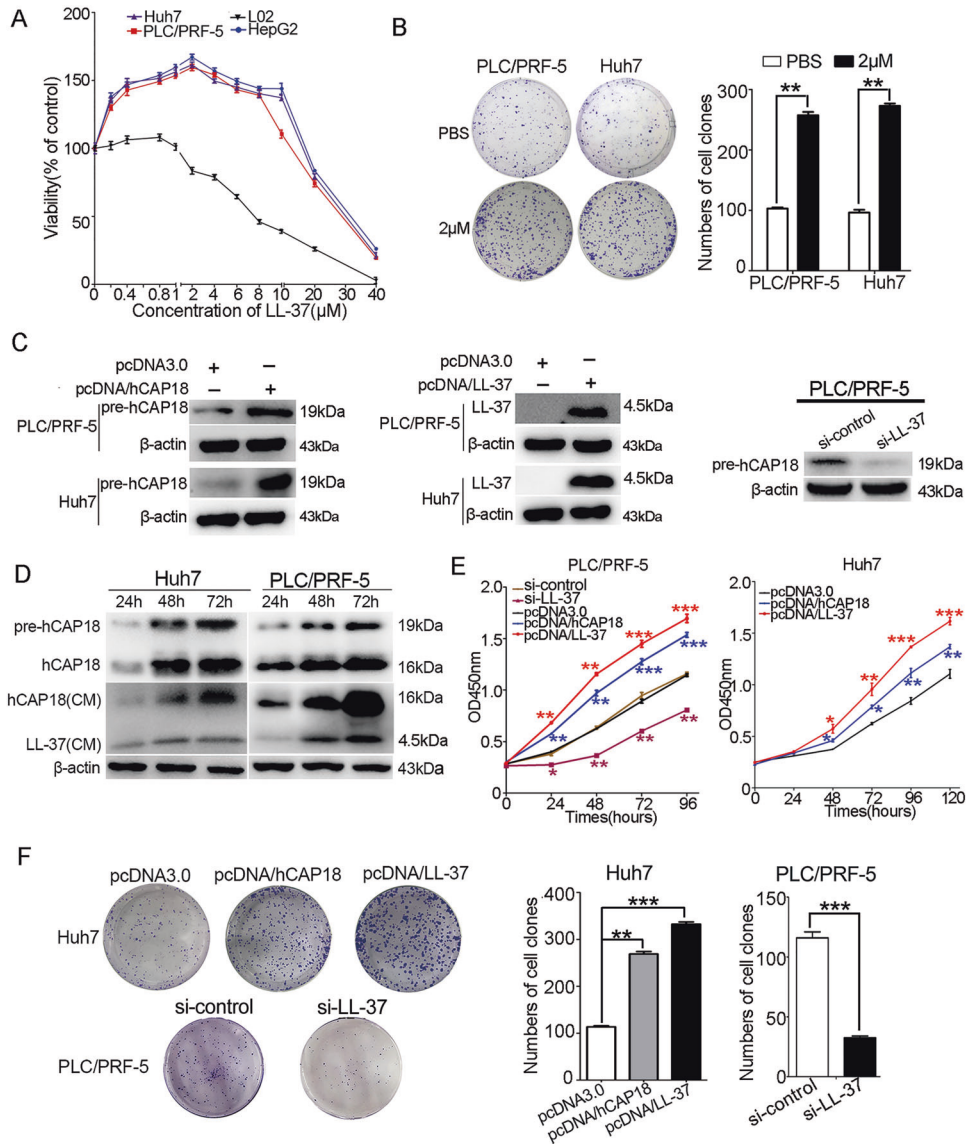 A
Huh7
L02
PLC/PRF-5
HepG2
Viability(% of control)
200
150
100
50
0
0 0.4 0.8 1 2 4 6 8 10 20 30 40
Concentration of LL-37(μM)
B
PLC/PRF-5 Huh7
PBS
2μM
PBS 2μM
Numbers of cell clones
300
200
100
0
** **
PLC/PRF-5 Huh7
C
pcDNA3.0 + −
pcDNA/hCAP18 − +
PLC/PRF-5
pre-hCAP18 19kDa
β-actin 43kDa
Huh7
pre-hCAP18 19kDa
β-actin 43kDa
pcDNA3.0 + −
pcDNA/LL-37 − +
PLC/PRF-5
LL-37 4.5kDa
β-actin 43kDa
Huh7
LL-37 4.5kDa
β-actin 43kDa
PLC/PRF-5
si-control si-LL-37
pre-hCAP18 19kDa
β-actin 43kDa
D
Huh7 PLC/PRF-5
24h 48h 72h 24h 48h 72h
pre-hCAP18 19kDa
hCAP18 16kDa
hCAP18(CM) 16kDa
LL-37(CM) 4.5kDa
β-actin 43kDa
E
PLC/PRF-5
si-control
si-LL-37
pcDNA3.0
pcDNA/hCAP18
pcDNA/LL-37
OD450nm
2.0
1.5
1.0
0.5
0
** ** *** ***
** ** *** ***
* ** ** **
0 24 48 72 96
Times(hours)
Huh7
pcDNA3.0
pcDNA/hCAP18
pcDNA/LL-37
OD450nm
2.0
1.5
1.0
0.5
0
* ** *** ***
* * ** **
0 24 48 72 96 120
Times(hours)
F
pcDNA3.0 pcDNA/hCAP18 pcDNA/LL-37
Huh7
si-control si-LL-37
PLC/PRF-5
Huh7
Numbers of cell clones
400
300
200
100
0
***
**
pcDNA3.0
pcDNA/hCAP18
pcDNA/LL-37
PLC/PRF-5
Numbers of cell clones
150
100
50
0
***
si-control
si-LL-37